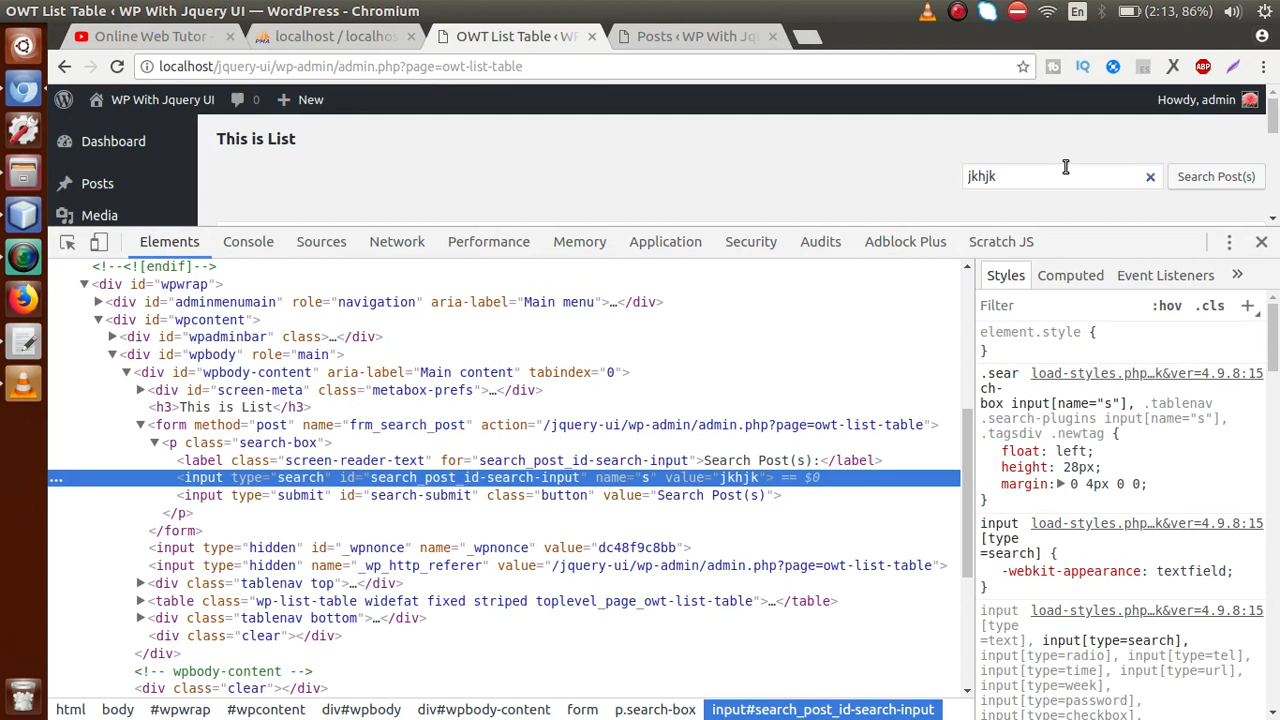 OWT List Table ‹ WP With Jquery UI — WordPress - Chromium
En
(2:13, 86%)
Online Web Tutor -
localhost / localhos
OWT List Table ‹ WP
Posts ‹ WP With Jqu
localhost/jquery-ui/wp-admin/admin.php?page=owt-list-table
WP With Jquery UI
0
New
Howdy, admin
Dashboard
Posts
Media
This is List
jkhjk
Search Post(s)
Elements
Console
Sources
Network
Performance
Memory
Application
Security
Audits
Adblock Plus
Scratch JS
<!--<![endif]-->
<div id="wpwrap">
<div id="adminmenumain" role="navigation" aria-label="Main menu">…</div>
<div id="wpcontent">
<div id="wpadminbar" class>…</div>
<div id="wpbody" role="main">
<div id="wpbody-content" aria-label="Main content" tabindex="0">
<div id="screen-meta" class="metabox-prefs">…</div>
<h3>This is List</h3>
<form method="post" name="frm_search_post" action="/jquery-ui/wp-admin/admin.php?page=owt-list-table">
<p class="search-box">
<label class="screen-reader-text" for="search_post_id-search-input">Search Post(s):</label>
... <input type="search" id="search_post_id-search-input" name="s" value="jkhjk"> == $0
<input type="submit" id="search-submit" class="button" value="Search Post(s)">
</p>
</form>
<input type="hidden" id="_wpnonce" name="_wpnonce" value="dc48f9c8bb">
<input type="hidden" name="_wp_http_referer" value="/jquery-ui/wp-admin/admin.php?page=owt-list-table">
<div class="tablenav top">…</div>
<table class="wp-list-table widefat fixed striped toplevel_page_owt-list-table">…</table>
<div class="tablenav bottom">…</div>
<div class="clear"></div>
</div>
<!-- wpbody-content -->
<div class="clear"></div>
html
body
#wpwrap
#wpcontent
div#wpbody
div#wpbody-content
form
p.search-box
input#search_post_id-search-input
Styles
Computed
Event Listeners
»
Filter
:hov
.cls
+
element.style {
}
.sear load-styles.php…k&ver=4.9.8:15
ch-
box input[name="s"], .tablenav
.search-plugins input[name="s"],
.tagsdiv .newtag {
float: left;
height: 28px;
margin: 0 4px 0 0;
}
input load-styles.php…k&ver=4.9.8:15
[type
=search] {
-webkit-appearance: textfield;
}
input load-styles.php…k&ver=4.9.8:15
[type
=text], input[type=search],
input[type=radio], input[type=tel],
input[type=time], input[type=url],
input[type=week],
input[type=password],
input[type=checkbox],